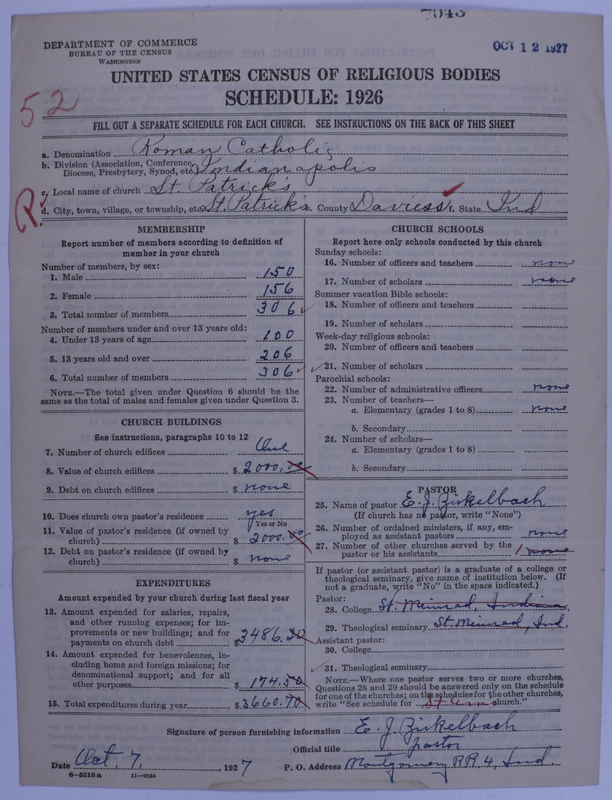 7043
DEPARTMENT OF COMMERCE
BUREAU OF THE CENSUS
WASHINGTON
OCT 12 1927
UNITED STATES CENSUS OF RELIGIOUS BODIES
SCHEDULE: 1926
52
FILL OUT A SEPARATE SCHEDULE FOR EACH CHURCH. SEE INSTRUCTIONS ON THE BACK OF THIS SHEET
a. Denomination Roman Catholic
b. Division (Association, Conference, Diocese, Presbytery, Synod, etc.) Indianapolis
c. Local name of church St. Patricks
R
d. City, town, village, or township, etc. St. Patricks e. County Daviess f. State Ind
MEMBERSHIP
Report number of members according to definition of
member in your church
Number of members, by sex:
1. Male 150
2. Female 156
3. Total number of members 306
Number of members under and over 13 years old:
4. Under 13 years of age 100
5. 13 years old and over 206
6. Total number of members 306
NOTE.—The total given under Question 6 should be
same as the total of males and females given under Question 3.
CHURCH BUILDINGS
See instructions, paragraphs 10 to 12
7. Number of church edifices One
8. Value of church edifices $ 2000.00
9. Debt on church edifices $ none
10. Does church own pastor's residence yes
Yes or No
11. Value of pastor's residence (if owned by
church) $ 2000.00
12. Debt on pastor's residence (if owned by
church) $ none
EXPENDITURES
Amount expended by your church during last fiscal year
13. Amount expended for salaries, repairs,
and other running expenses; for im-
provements or new buildings; and for
payments on church debt $ 3486.20
14. Amount expended for benevolences, in-
cluding home and foreign missions; for
denominational support; and for all
other purposes $ 174.50
15. Total expenditures during year $ 3660.70
CHURCH SCHOOLS
Report here only schools conducted by this church
Sunday schools:
16. Number of officers and teachers none
17. Number of scholars none
Summer vacation Bible schools:
18. Number of officers and teachers
19. Number of scholars
Week-day religious schools:
20. Number of officers and teachers
21. Number of scholars
Parochial schools:
22. Number of administrative officers none
23. Number of teachers—
a. Elementary (grades 1 to 8) none
b. Secondary
24. Number of scholars—
a. Elementary (grades 1 to 8)
b. Secondary
PASTOR
25. Name of pastor E. J. Zirkelbach
(If church has no pastor, write "None")
26. Number of ordained ministers, if any, em-
ployed as assistant pastors none
27. Number of other churches served by the
pastor or his assistants 1 none
If pastor (or assistant pastor) is a graduate of a college or
theological seminary, give name of institution below. (If
not a graduate, write "No" in the space indicated.)
Pastor:
28. College St. Meinrad, Indiana
29. Theological seminary St. Meinrad, Ind.
Assistant pastor:
30. College
31. Theological seminary
NOTE.—Where one pastor serves two or more churches,
Questions 28 and 29 should be answered only on the schedule
for one of the churches; on the schedules for the other churches,
write "See schedule for St Anns church."
Signature of person furnishing information E. J. Zirkelbach
Official title pastor
Date Oct. 7, 1927 P. O. Address Montgomery RR. 4, Ind.
8—5516 a 11—9134